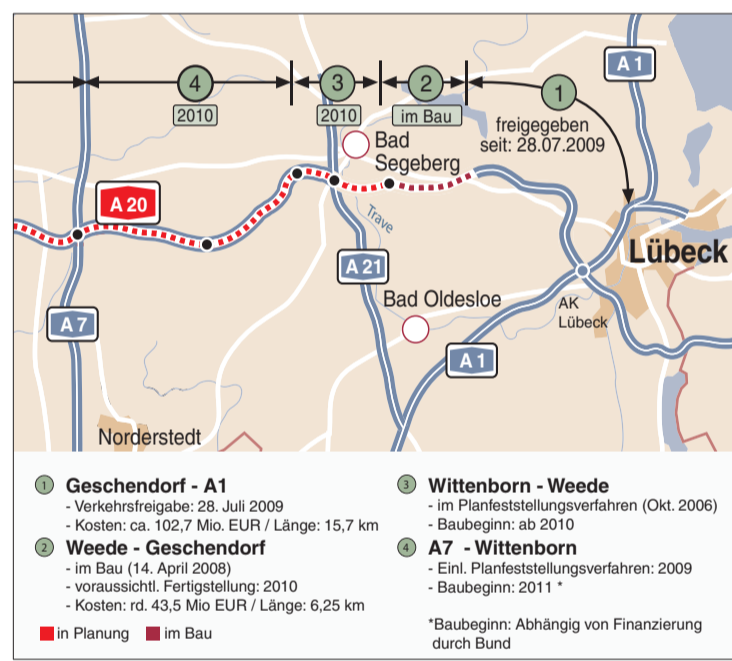 4
3
2
1
2010
2010
im Bau
freigegeben
seit: 28.07.2009
A 1
Bad
Segeberg
A 20
Trave
Lübeck
A 21
Bad Oldesloe
AK
Lübeck
A 7
A 1
Norderstedt
1 Geschendorf - A1
- Verkehrsfreigabe: 28. Juli 2009
- Kosten: ca. 102,7 Mio. EUR / Länge: 15,7 km
2 Weede - Geschendorf
- im Bau (14. April 2008)
- voraussichtl. Fertigstellung: 2010
- Kosten: rd. 43,5 Mio EUR / Länge: 6,25 km
in Planung im Bau
3 Wittenborn - Weede
- im Planfeststellungsverfahren (Okt. 2006)
- Baubeginn: ab 2010
4 A7 - Wittenborn
- Einl. Planfeststellungsverfahren: 2009
- Baubeginn: 2011 *
*Baubeginn: Abhängig von Finanzierung
durch Bund